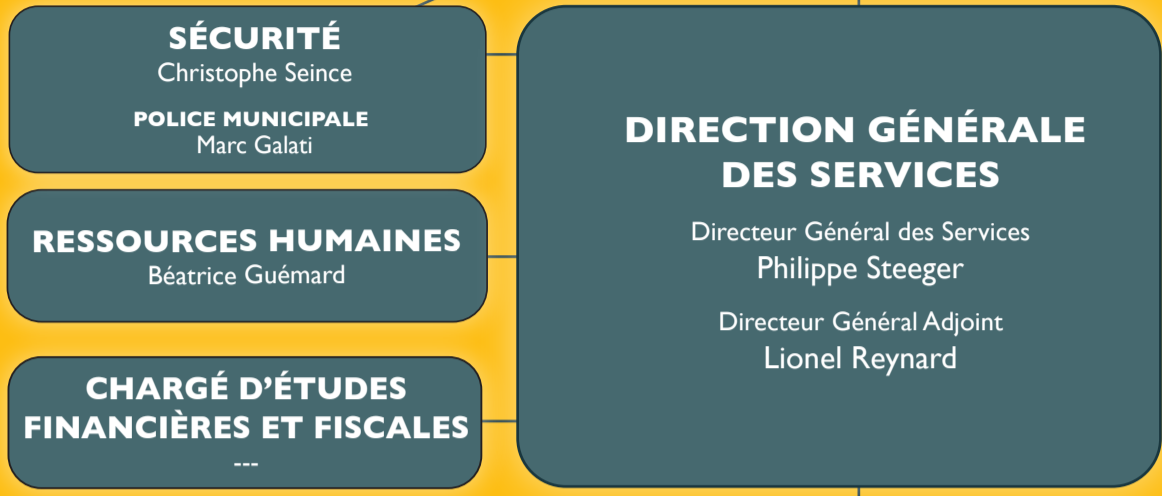 SÉCURITÉ
Christophe Seince
POLICE MUNICIPALE
Marc Galati
RESSOURCES HUMAINES
Béatrice Guémard
CHARGÉ D’ÉTUDES
FINANCIÈRES ET FISCALES
---
DIRECTION GÉNÉRALE
DES SERVICES
Directeur Général des Services
Philippe Steeger
Directeur Général Adjoint
Lionel Reynard